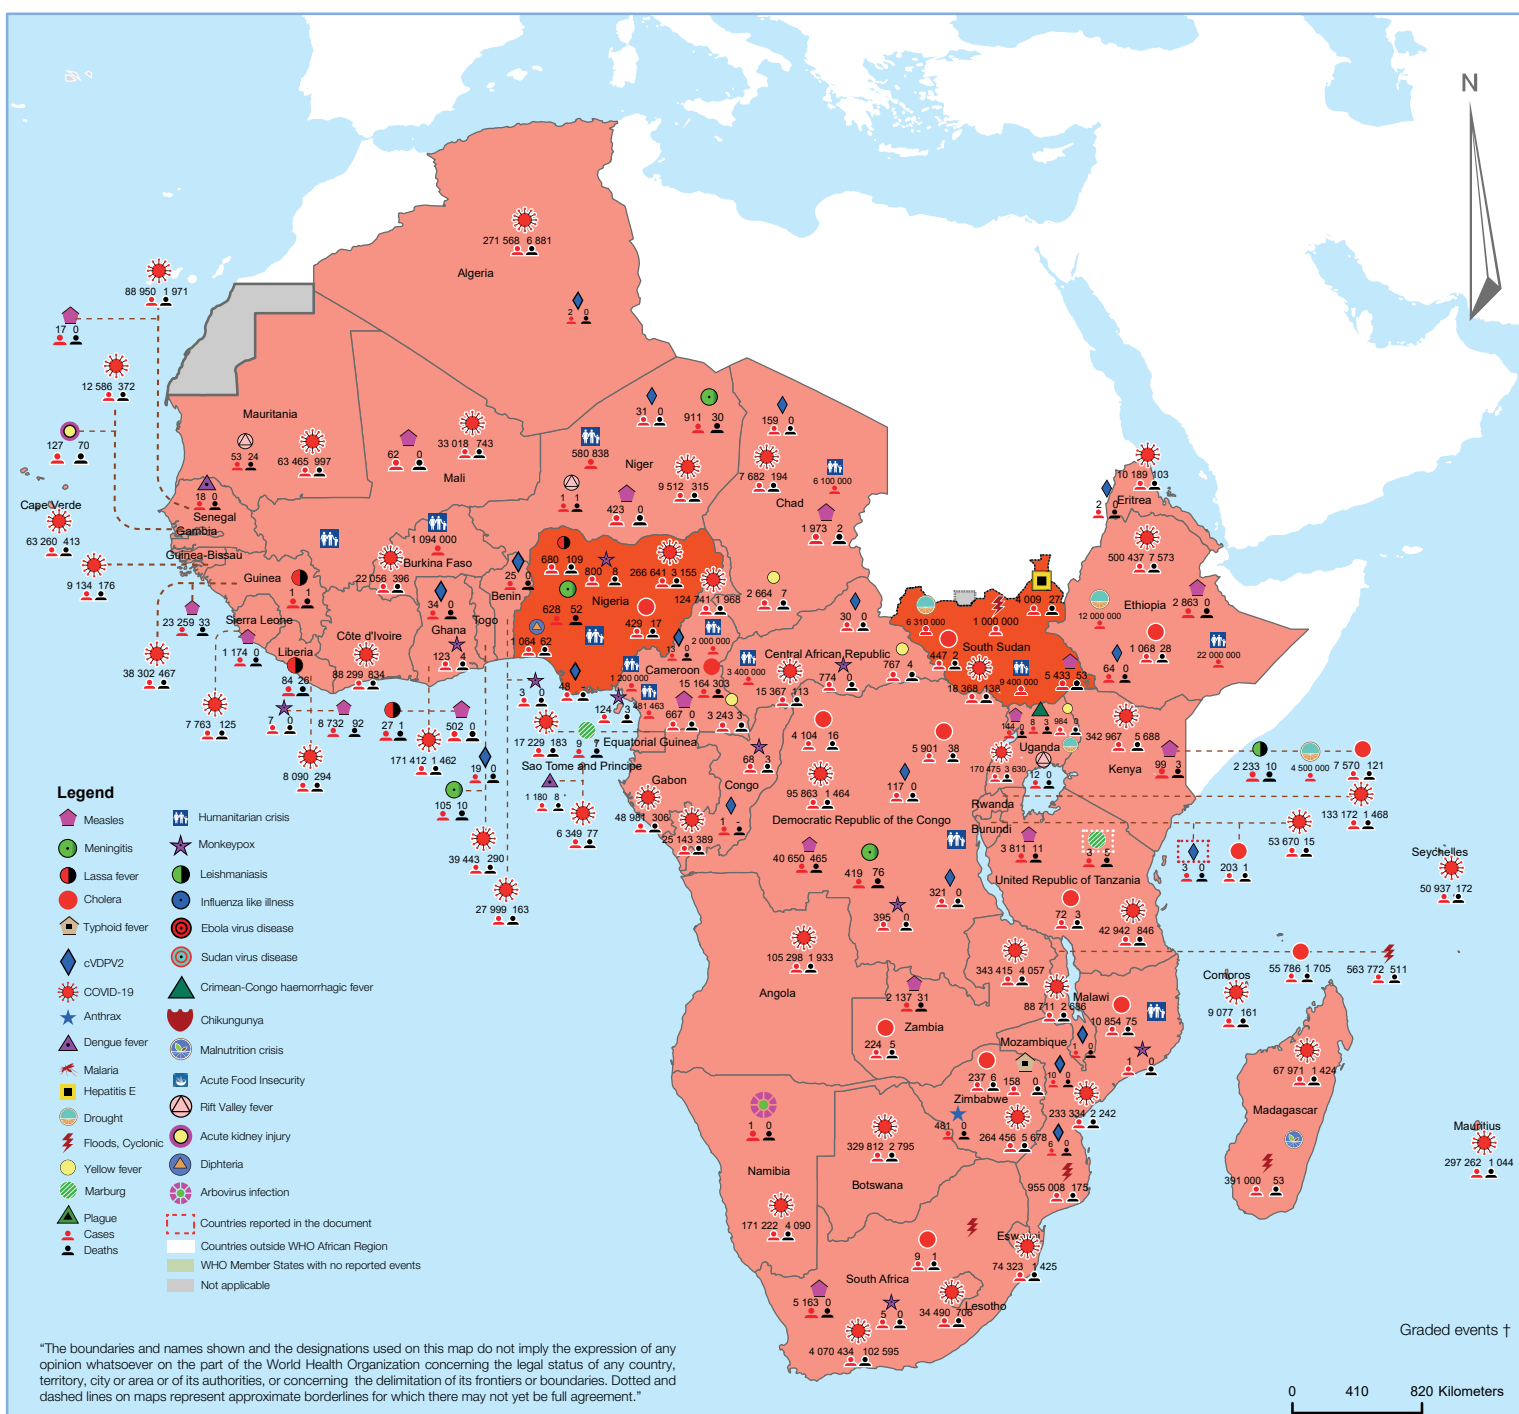 N
271 568 6 881
Algeria
2 0
88 950 1 971
17 0
12 586 372
127 70
Mauritania
53 24
63 465 997
62 0
33 018 743
Mali
31 0
911 30
580 838
Niger
9 512 315
1 1
423 0
159 0
7 682 194
6 100 000
Chad
1 973 2
10 189 103
Eritrea
2 0
18 0
Senegal
Cape Verde
63 260 413
Gambia
Guinea-Bissau
9 134 176
Guinea
1 1
1 094 000
Burkina Faso
22 056 396
25 0
Benin
34 0
Ghana
Togo
123 4
680 109
800 8
266 641 3 155
Nigeria
628 52
429 17
1 064 62
48 -
124 741 1 968
2 664 7
30 0
500 437 7 573
2 863 0
Ethiopia
12 000 000
1 068 28
22 000 000
64 0
4 009 27
6 310 000
1 000 000
447 2
South Sudan
9 400 000
18 368 138
5 433 53
23 259 33
Sierra Leone
1 174 0
Liberia
84 26
Côte d'Ivoire
88 299 834
38 302 467
7 763 125
7 0
8 732 92
27 1
502 0
8 090 294
171 412 1 462
19 0
105 10
39 443 290
27 999 163
3 0
17 229 183
9 7
Equatorial Guinea
Sao Tome and Principe
1 180 8
6 349 77
13 0
2 000 000
1 200 000
Cameroon
481 463
15 164 303
124 3
667 0
3 243 3
3 400 000
Central African Republic
15 367 113
774 0
767 4
Gabon
48 981 306
Congo
68 3
1 -
25 143 389
4 104 16
5 901 38
95 863 1 464
117 0
Democratic Republic of the Congo
40 650 465
419 76
321 0
395 0
144 0
8 3
984 0
Uganda
170 475 3 630
12 0
342 967 5 688
Kenya
99 3
2 233 10
4 500 000
7 570 121
Rwanda
133 172 1 468
Burundi
53 670 15
3 0
203 1
3 811 11
United Republic of Tanzania
72 3
42 942 846
Seychelles
50 937 172
105 298 1 933
Angola
343 415 4 057
2 137 31
Zambia
224 5
88 711 2 686
Malawi
10 854 75
1 0
Mozambique
1 0
55 786 1 705
563 772 511
Comoros
9 077 161
237 6
158 0
10 0
Zimbabwe
481 0
264 456 5 678
233 334 2 242
6 0
955 008 175
1 0
Namibia
171 222 4 090
329 812 2 795
Botswana
67 971 1 424
Madagascar
391 000 53
Mauritius
297 262 1 044
9 1
74 323 1 425
South Africa
5 163 0
5 0
34 490 706
Lesotho
4 070 434 102 595
Legend
Measles
Meningitis
Lassa fever
Cholera
Typhoid fever
cVDPV2
COVID-19
Anthrax
Dengue fever
Malaria
Hepatitis E
Drought
Floods, Cyclonic
Yellow fever
Marburg
Plague
Cases
Deaths
Humanitarian crisis
Monkeypox
Leishmaniasis
Influenza like illness
Ebola virus disease
Sudan virus disease
Crimean-Congo haemorrhagic fever
Chikungunya
Malnutrition crisis
Acute Food Insecurity
Rift Valley fever
Acute kidney injury
Diphteria
Arbovirus infection
Countries reported in the document
Countries outside WHO African Region
WHO Member States with no reported events
Not applicable
Graded events †
"The boundaries and names shown and the designations used on this map do not imply the expression of any
opinion whatsoever on the part of the World Health Organization concerning the legal status of any country,
territory, city or area or of its authorities, or concerning the delimitation of its frontiers or boundaries. Dotted and
dashed lines on maps represent approximate borderlines for which there may not yet be full agreement."
0 410 820 Kilometers